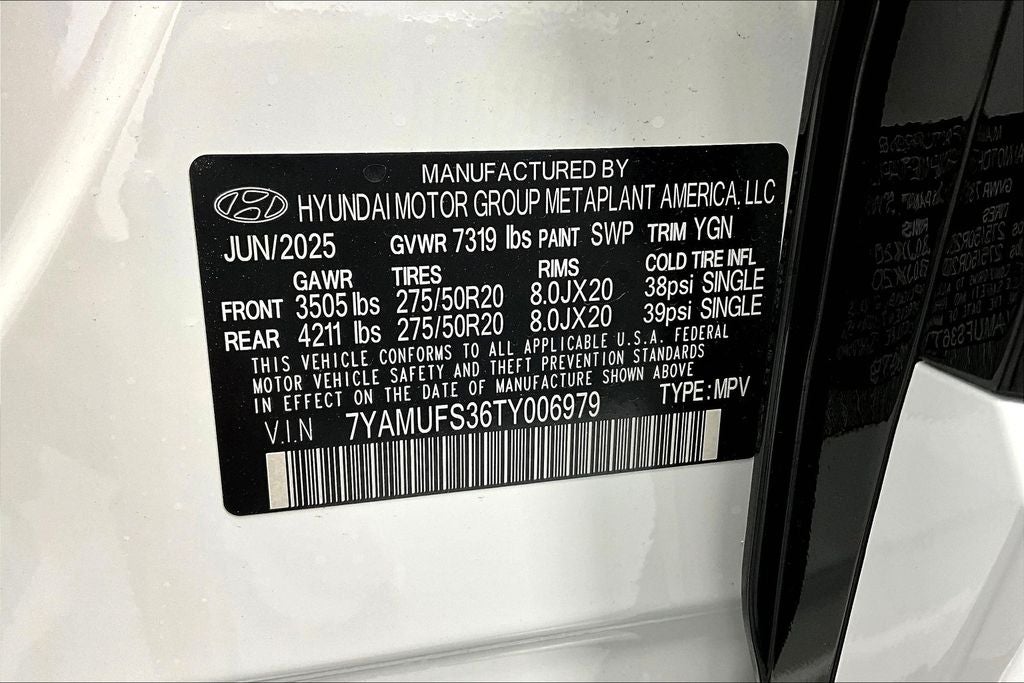 MANUFACTURED BY
HYUNDAI MOTOR GROUP METAPLANT AMERICA. LLC
JUN/2025 GVWR 7319 lbs PAINT SWP TRIM YGN
GAWR TIRES RIMS COLD TIRE INFL
FRONT 3505 lbs 275/50R20 8.0JX20 38psi SINGLE
REAR 4211 lbs 275/50R20 8.0JX20 39psi SINGLE
THIS VEHICLE CONFORMS TO ALL APPLICABLE U.S.A. FEDERAL
MOTOR VEHICLE SAFETY AND THEFT PREVENTION STANDARDS
IN EFFECT ON THE DATE OF MANUFACTURE SHOWN ABOVE
V.I.N 7YAMUFS36TY006979 TYPE : MPV